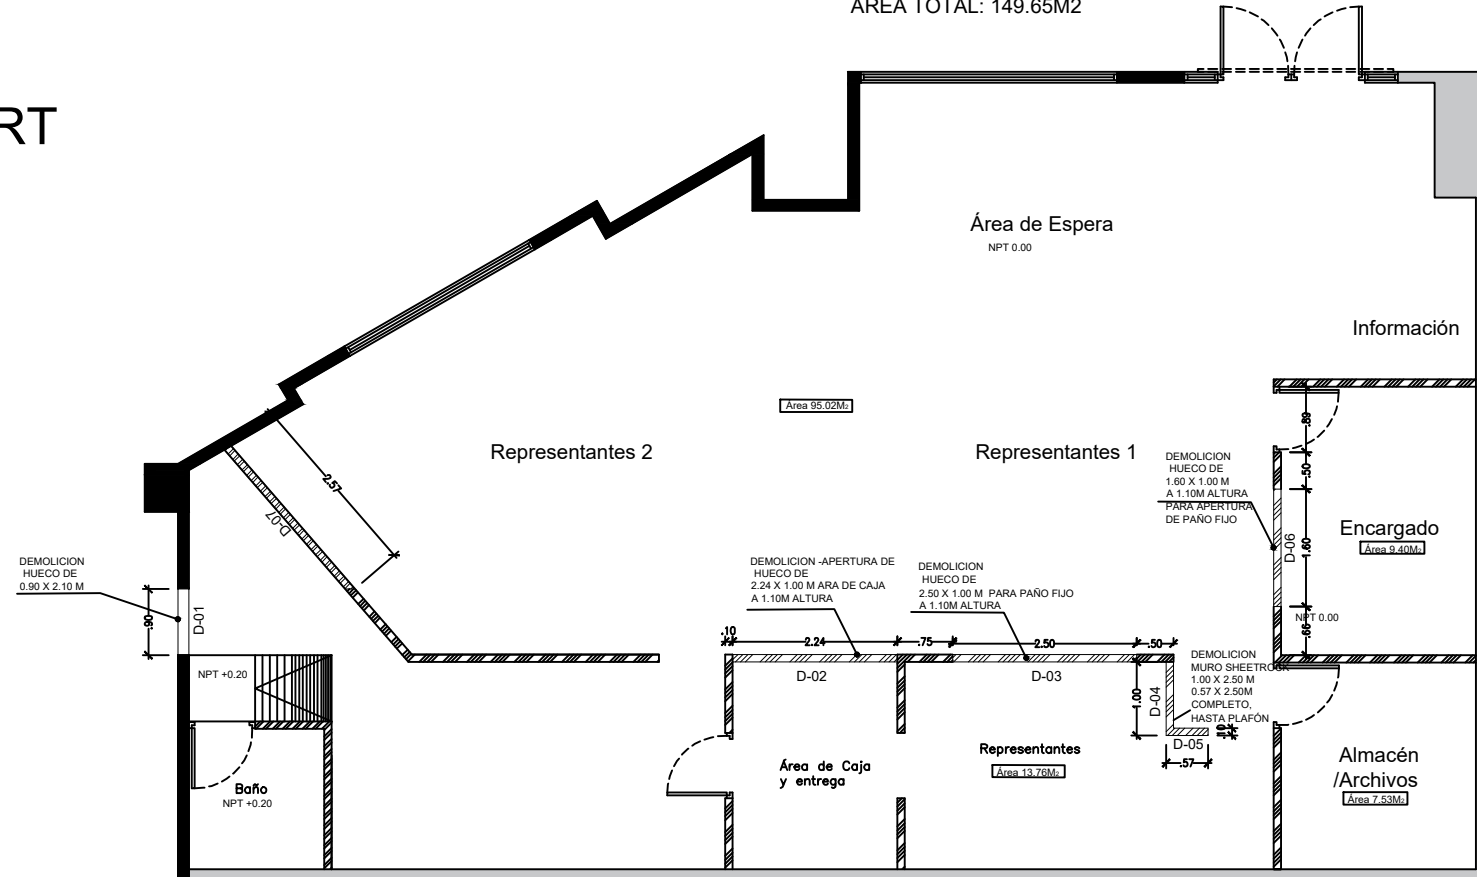 AREA TOTAL: 149.65M2
RT
Área de Espera
NPT 0.00
Información
Área 95.02M2
Representantes 2
Representantes 1
DEMOLICION
HUECO DE
1.60 X 1.00 M
A 1.10M ALTURA
PARA APERTURA
DE PAÑO FIJO
.89
.50
1.60
.66
D-06
Encargado
Área 9.40M2
NPT 0.00
2.57
D-07
DEMOLICION
HUECO DE
0.90 X 2.10 M
.90
D-01
DEMOLICION -APERTURA DE
HUECO DE
2.24 X 1.00 M ARA DE CAJA
A 1.10M ALTURA
DEMOLICION
HUECO DE
2.50 X 1.00 M PARA PAÑO FIJO
A 1.10M ALTURA
.10
2.24
.75
2.50
.50
D-02
D-03
1.00
D-04
DEMOLICION
MURO SHEETROCK
1.00 X 2.50 M
0.57 X 2.50M
COMPLETO,
HASTA PLAFÓN
.10
D-05
.57
NPT +0.20
Baño
NPT +0.20
Área de Caja
y entrega
Representantes
Área 13.76M2
Almacén
/Archivos
Área 7.53M2